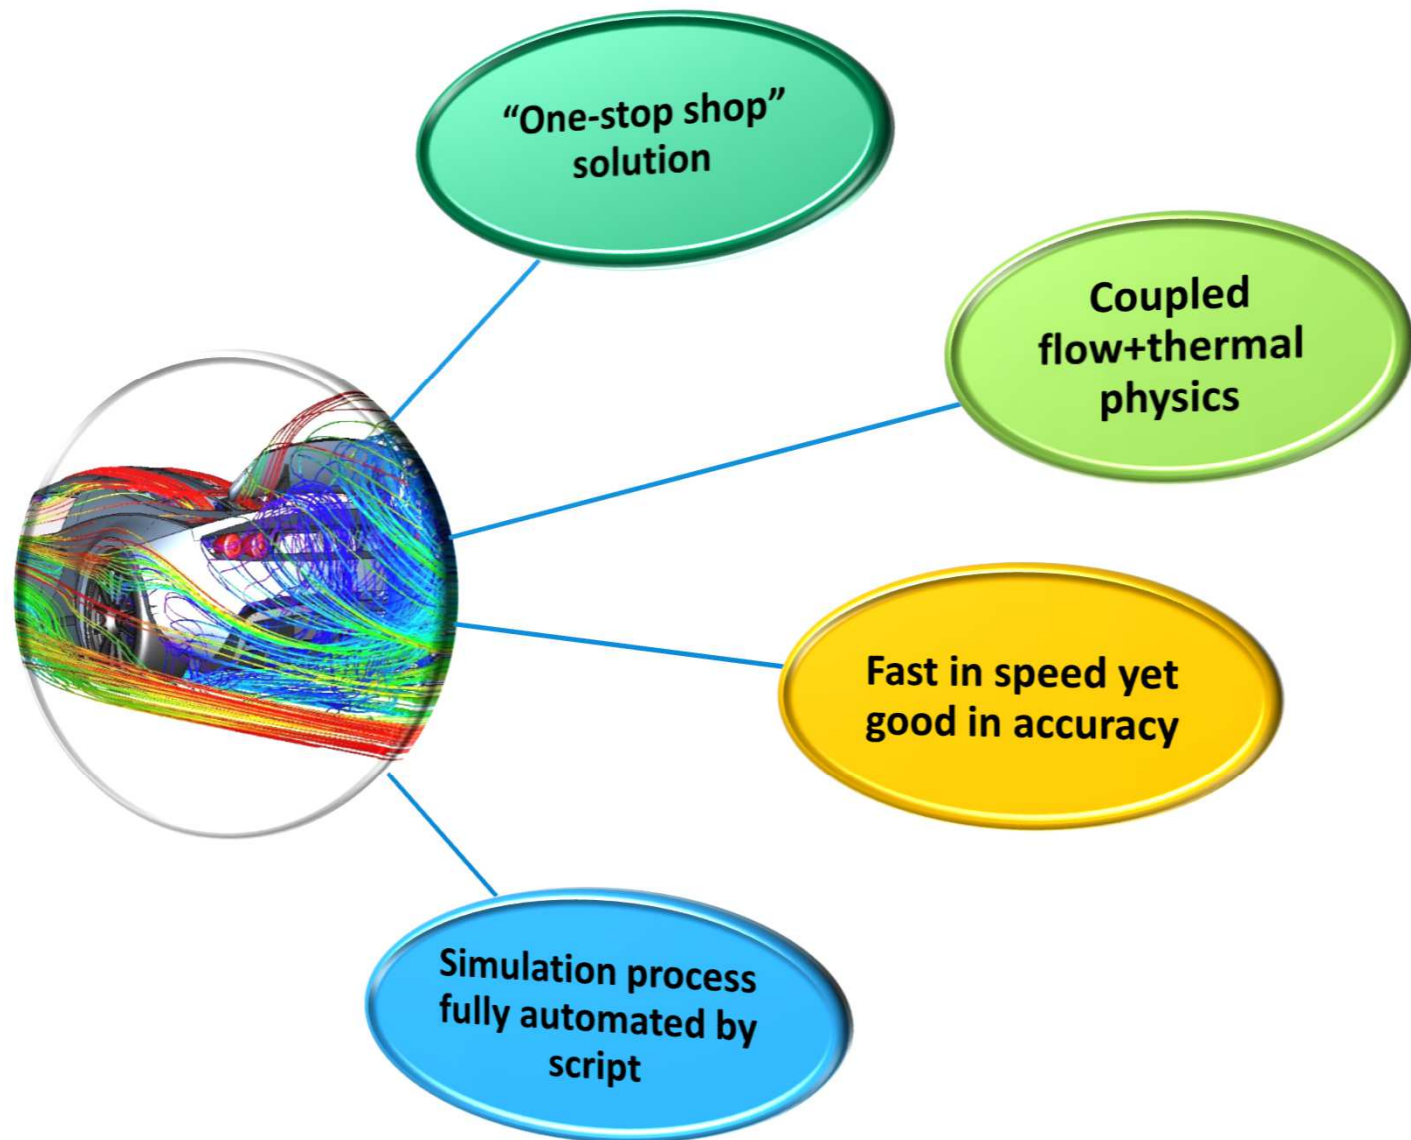 “One-stop shop”
solution
Coupled
flow+thermal
physics
Fast in speed yet
good in accuracy
Simulation process
fully automated by
script